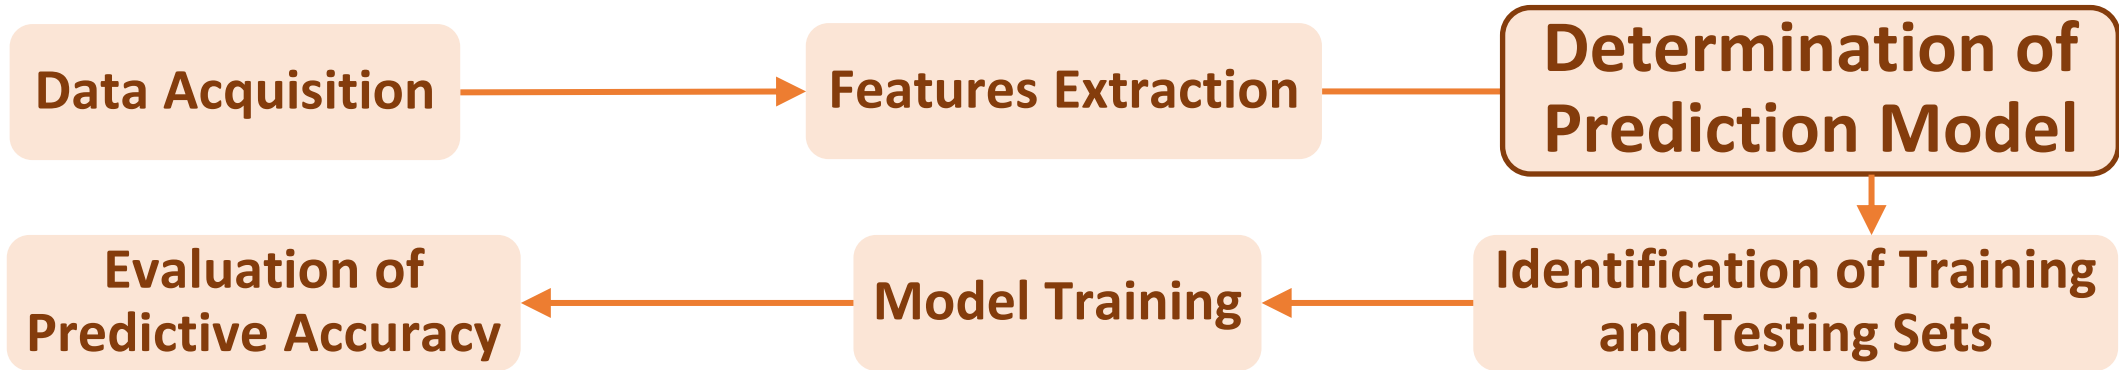 Data Acquisition
Features Extraction
Determination of
Prediction Model
Identification of Training
and Testing Sets
Model Training
Evaluation of
Predictive Accuracy